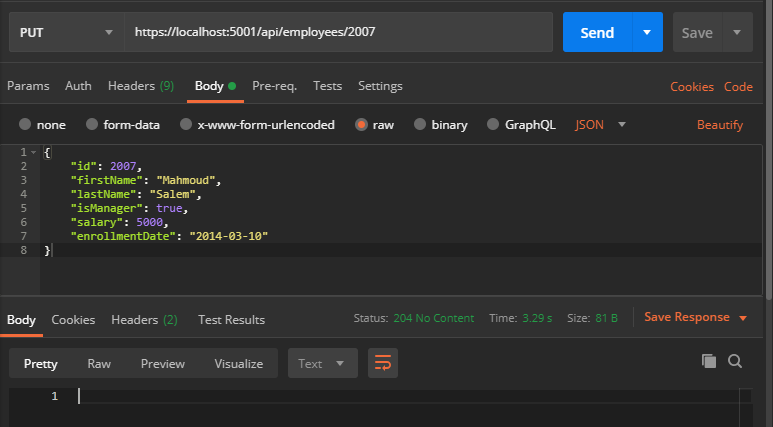 PUT https://localhost:5001/api/employees/2007 Send Save
Params Auth Headers (9) Body Pre-req. Tests Settings Cookies Code
none form-data x-www-form-urlencoded raw binary GraphQL JSON Beautify
1 {
2 "id": 2007,
3 "firstName": "Mahmoud",
4 "lastName": "Salem",
5 "isManager": true,
6 "salary": 5000,
7 "enrollmentDate": "2014-03-10"
8 }
Body Cookies Headers (2) Test Results Status: 204 No Content Time: 3.29 s Size: 81 B Save Response
Pretty Raw Preview Visualize Text
1